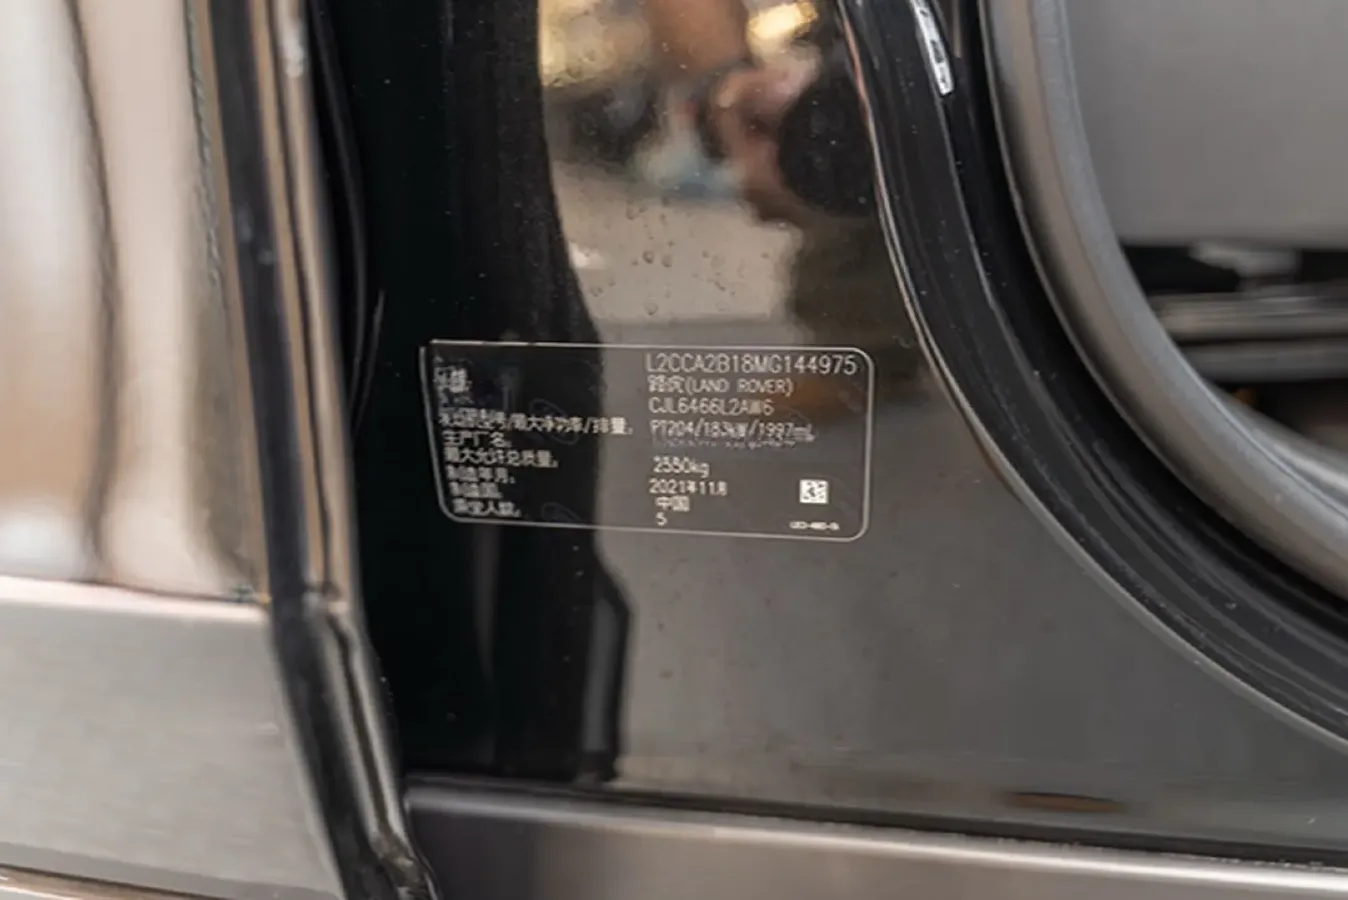 L2CCA2B18MG144975
品牌: 路虎(LAND ROVER)
CJL6466L2AW6
发动机型号/最大净功率/排量: PT204/183kW/1997mL
生产厂名:
最大允许总质量: 2550kg
制造年月: 2021年11月
制造国: 中国
乘坐人数: 5